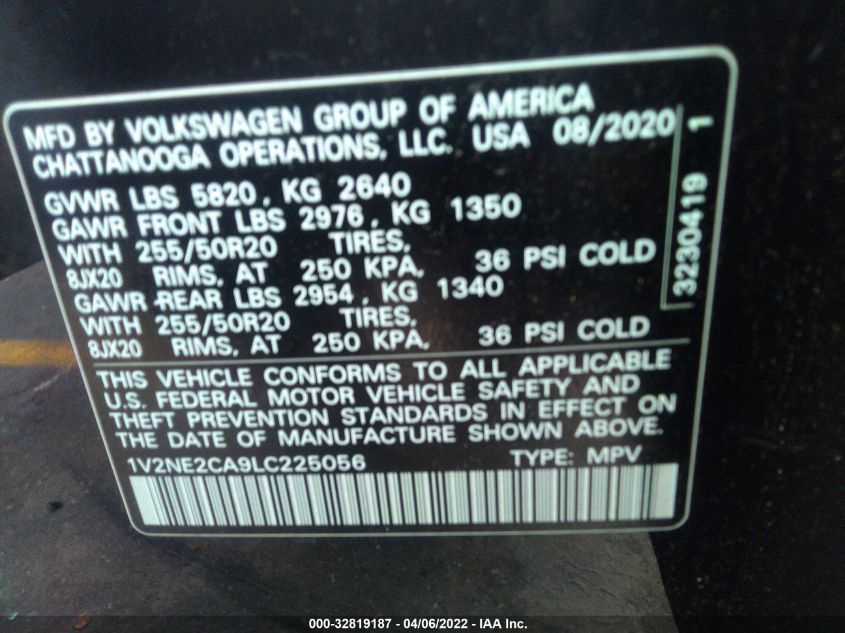 MFD BY VOLKSWAGEN GROUP OF AMERICA
CHATTANOOGA OPERATIONS, LLC. USA 08/2020
GVWR LBS 5820, KG 2640
GAWR FRONT LBS 2976, KG 1350
WITH 255/50R20 TIRES,
8JX20 RIMS, AT 250 KPA, 36 PSI COLD
GAWR -REAR LBS 2954, KG 1340
WITH 255/50R20 TIRES,
8JX20 RIMS, AT 250 KPA, 36 PSI COLD
3230419 1
THIS VEHICLE CONFORMS TO ALL APPLICABLE
U.S. FEDERAL MOTOR VEHICLE SAFETY AND
THEFT PREVENTION STANDARDS IN EFFECT ON
THE DATE OF MANUFACTURE SHOWN ABOVE.
1V2NE2CA9LC225056 TYPE: MPV
000-32819187 - 04/06/2022 - IAA Inc.